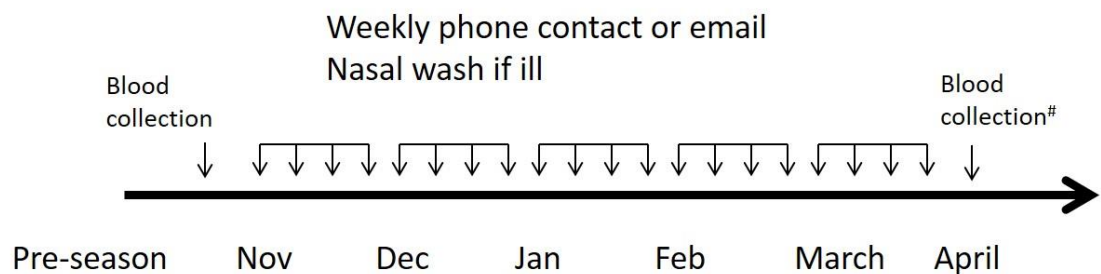 Weekly phone contact or email
Nasal wash if ill
Blood
collection
Blood
collection#
Pre-season Nov Dec Jan Feb March April